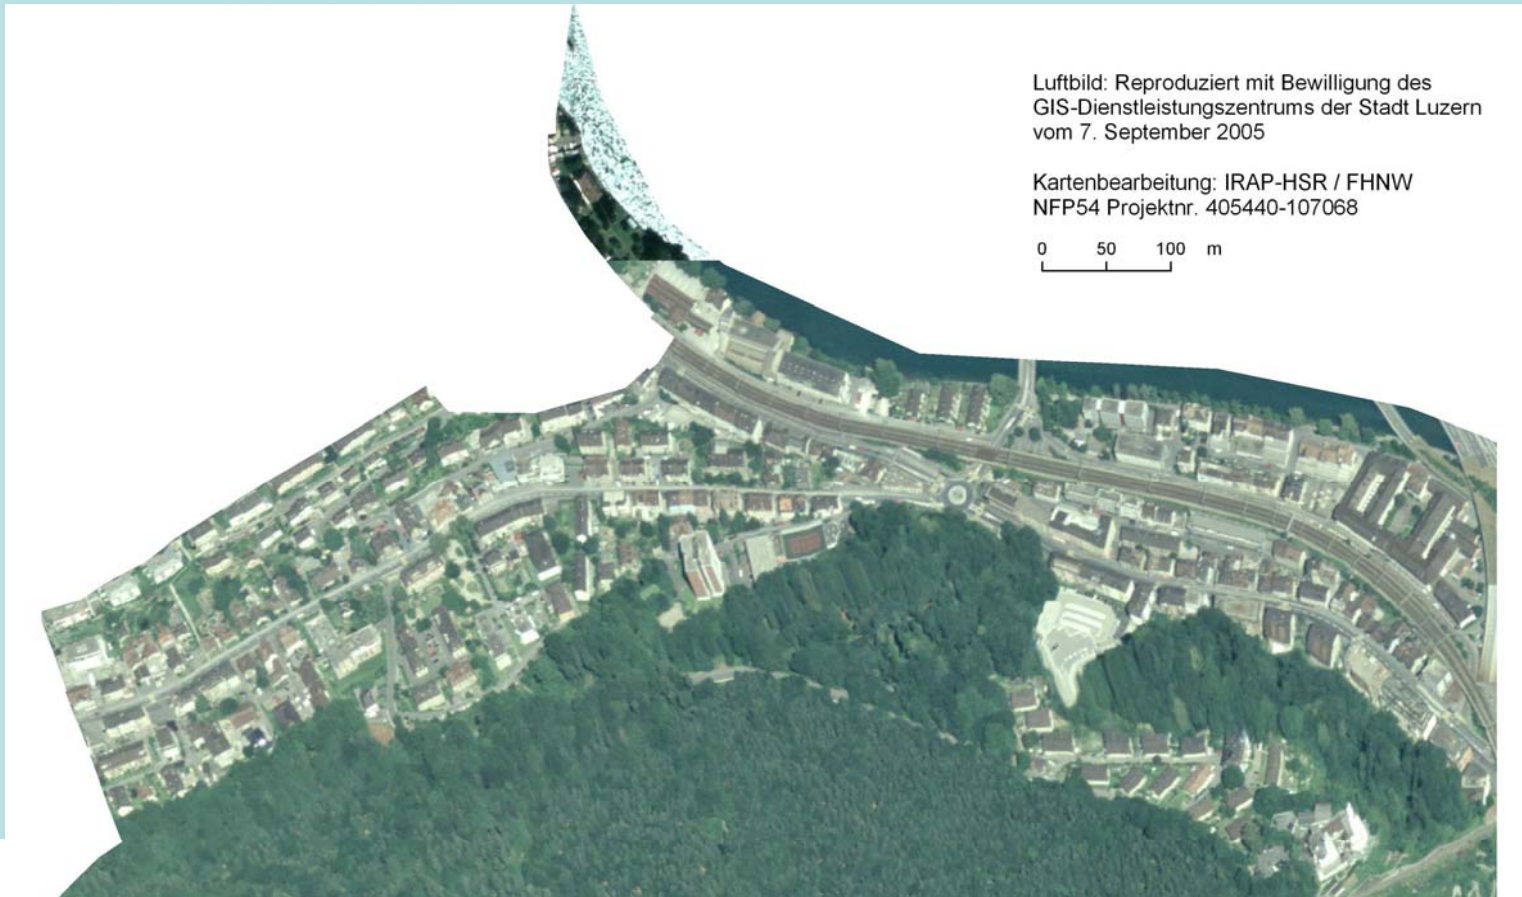 Luftbild: Reproduziert mit Bewilligung des
GIS-Dienstleistungszentrums der Stadt Luzern
vom 7. September 2005
Kartenbearbeitung: IRAP-HSR / FHNW
NFP54 Projektnr. 405440-107068
0 50 100 m